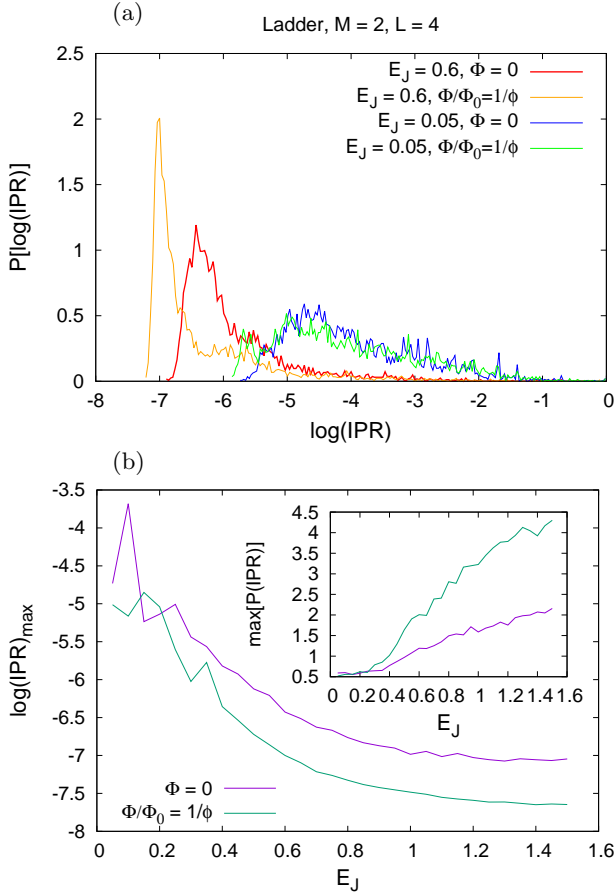 (a)
Ladder, M = 2, L = 4
E_J = 0.6, Φ = 0
E_J = 0.6, Φ/Φ_0=1/ϕ
E_J = 0.05, Φ = 0
E_J = 0.05, Φ/Φ_0=1/ϕ
P[log(IPR)]
2.5
2
1.5
1
0.5
0
-8 -7 -6 -5 -4 -3 -2 -1 0
log(IPR)
(b)
log(IPR)_max
-3.5
-4
-4.5
-5
-5.5
-6
-6.5
-7
-7.5
-8
max[P(IPR)]
4.5
4
3.5
3
2.5
2
1.5
1
0.5
0 0.2 0.4 0.6 0.8 1 1.2 1.4 1.6
E_J
Φ = 0
Φ/Φ_0 = 1/ϕ
0 0.2 0.4 0.6 0.8 1 1.2 1.4 1.6
E_J